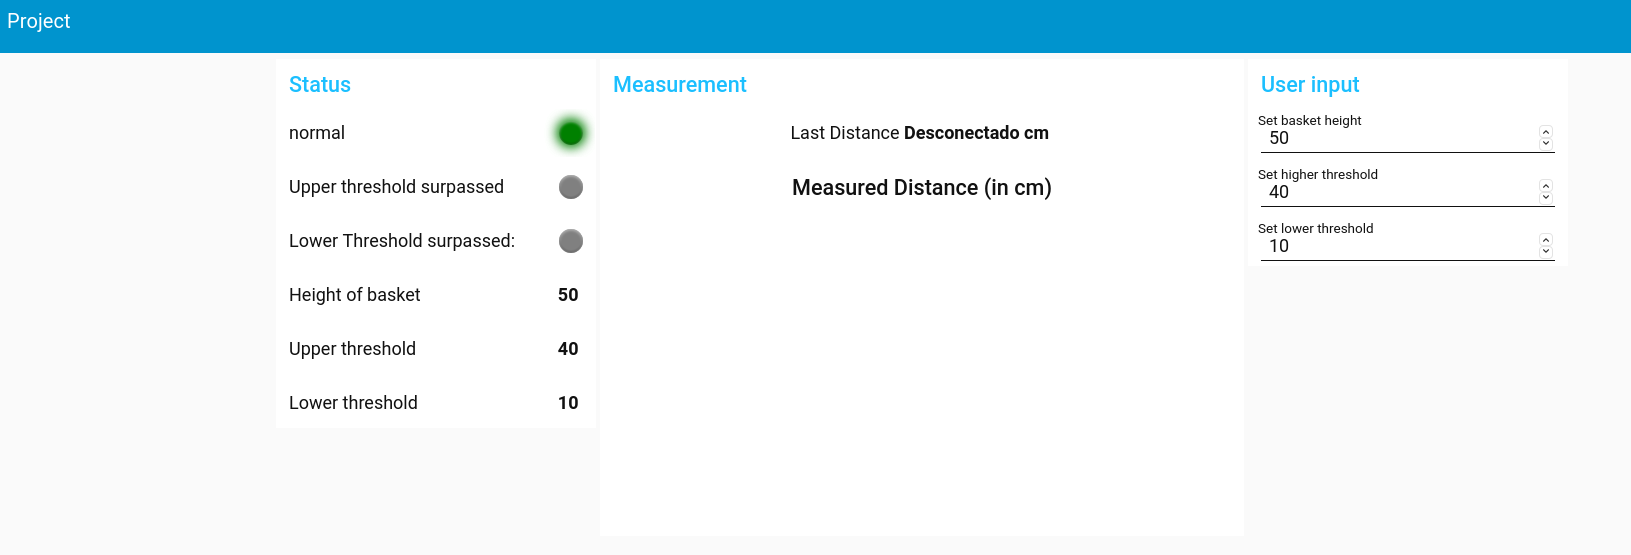 Project
Status
normal
Upper threshold surpassed
Lower Threshold surpassed:
Height of basket 50
Upper threshold 40
Lower threshold 10
Measurement
Last Distance Desconectado cm
Measured Distance (in cm)
User input
Set basket height
50
Set higher threshold
40
Set lower threshold
10